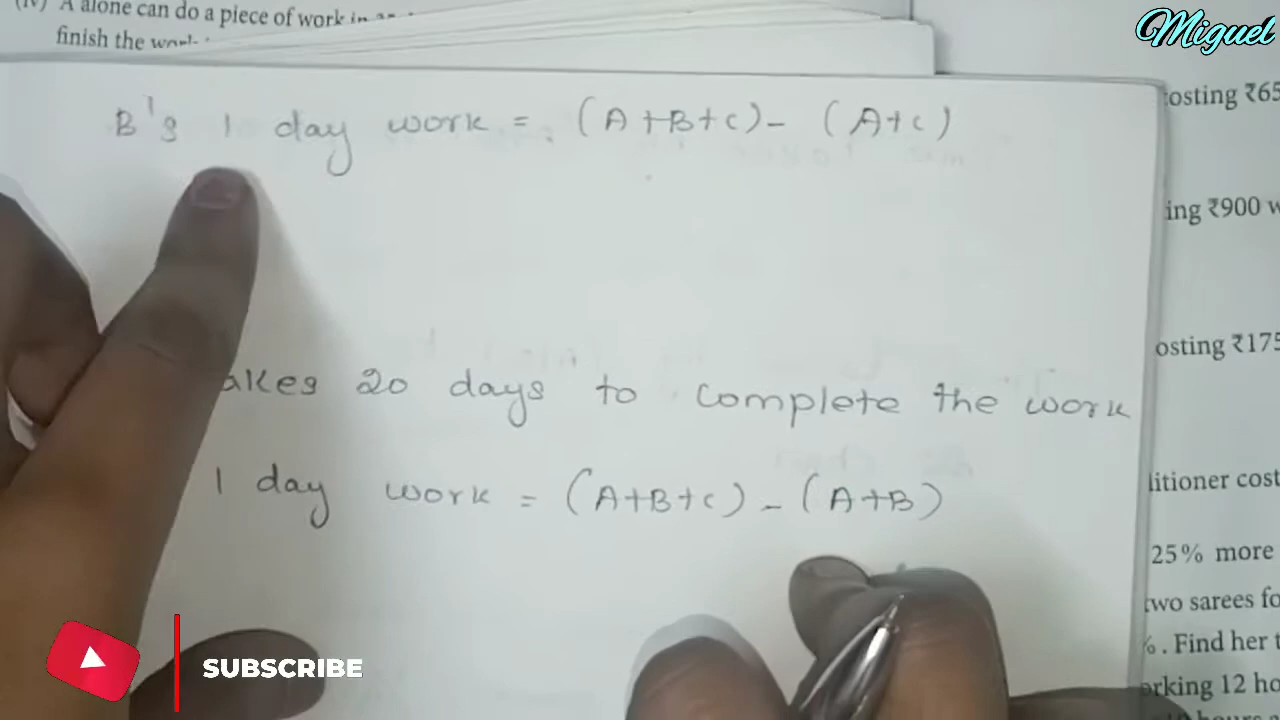 (iv) A alone can do a piece of work in
finish the work
Miguel
B's 1 day work = (A+B+C) - (A+C)
akes 20 days to complete the work
1 day work = (A+B+C) - (A+B)
osting ₹65
ing ₹900 w
osting ₹175
litioner cost
25% more
two sarees fo
%. Find her t
orking 12 ho
SUBSCRIBE